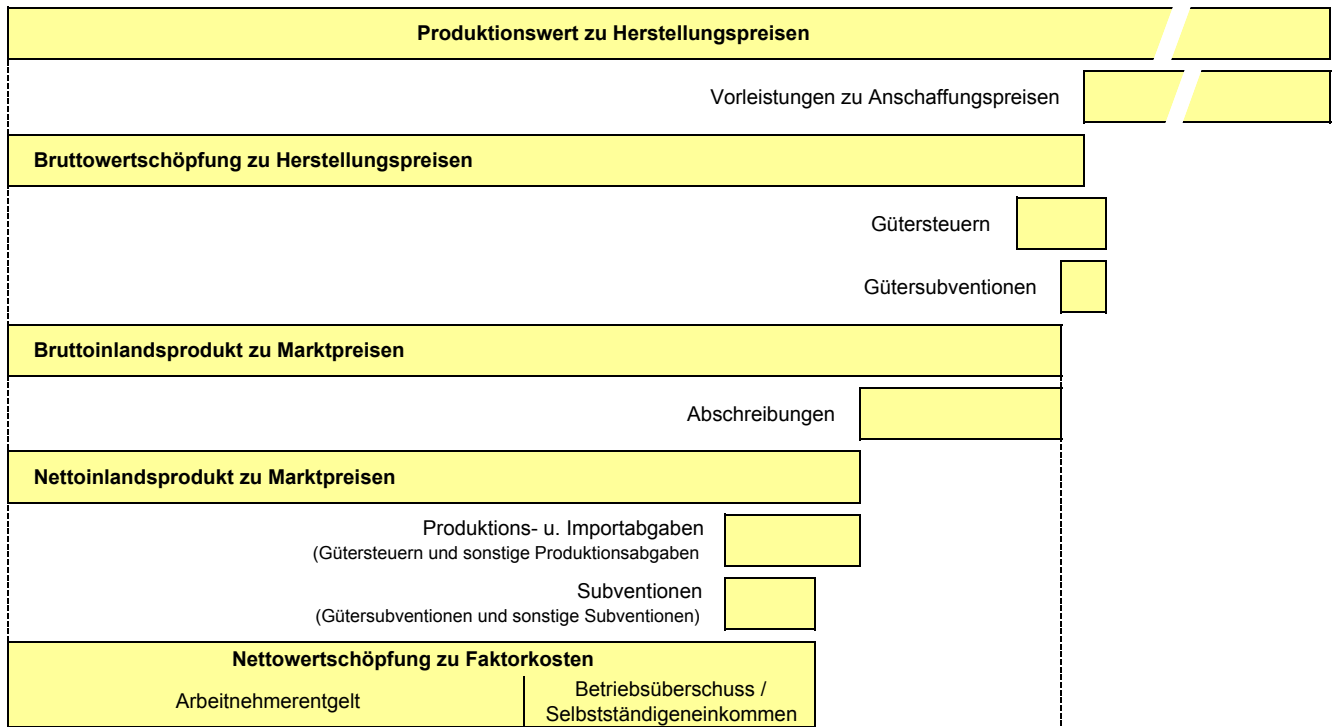 Produktionswert zu Herstellungspreisen
Vorleistungen zu Anschaffungspreisen
Bruttowertschöpfung zu Herstellungspreisen
Gütersteuern
Gütersubventionen
Bruttoinlandsprodukt zu Marktpreisen
Abschreibungen
Nettoinlandsprodukt zu Marktpreisen
Produktions- u. Importabgaben
(Gütersteuern und sonstige Produktionsabgaben
Subventionen
(Gütersubventionen und sonstige Subventionen)
Nettowertschöpfung zu Faktorkosten
Arbeitnehmerentgelt
Betriebsüberschuss /
Selbstständigeneinkommen